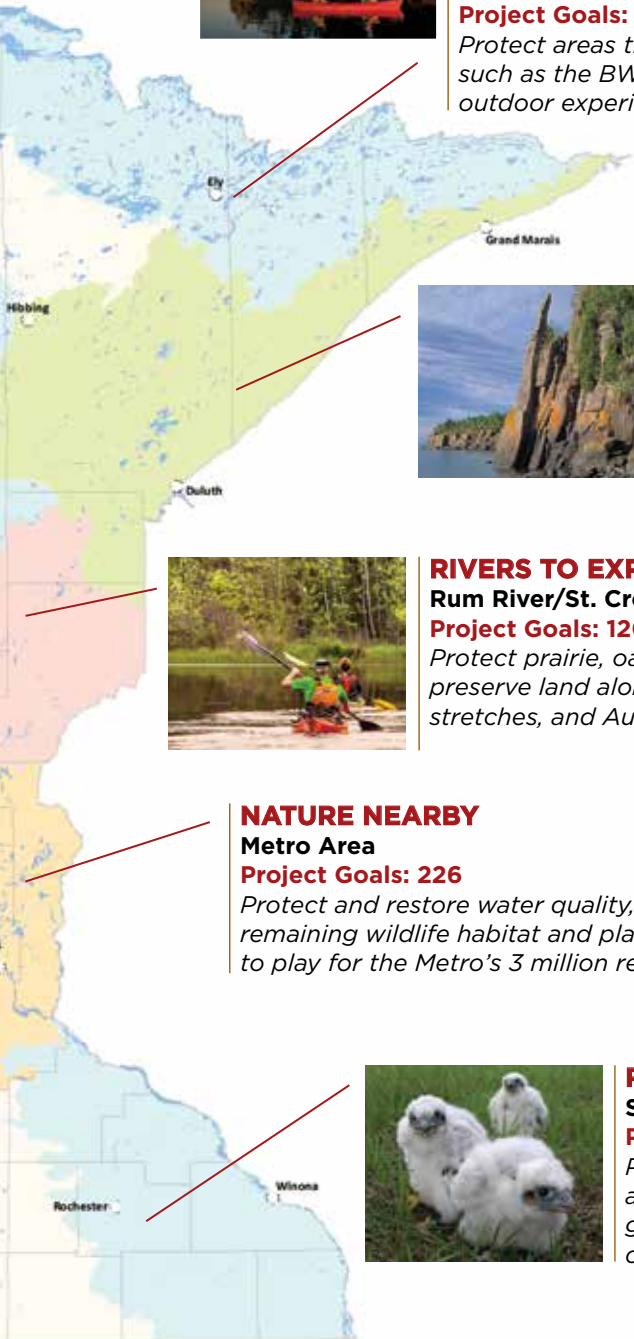 Project Goals:
Protect areas t
such as the BW
outdoor experi
Ely
Grand Marais
Hibbing
Duluth
RIVERS TO EXP
Rum River/St. Cro
Project Goals: 120
Protect prairie, oa
preserve land alon
stretches, and Au
NATURE NEARBY
Metro Area
Project Goals: 226
Protect and restore water quality,
remaining wildlife habitat and pla
to play for the Metro's 3 million re
Rochester
Winona